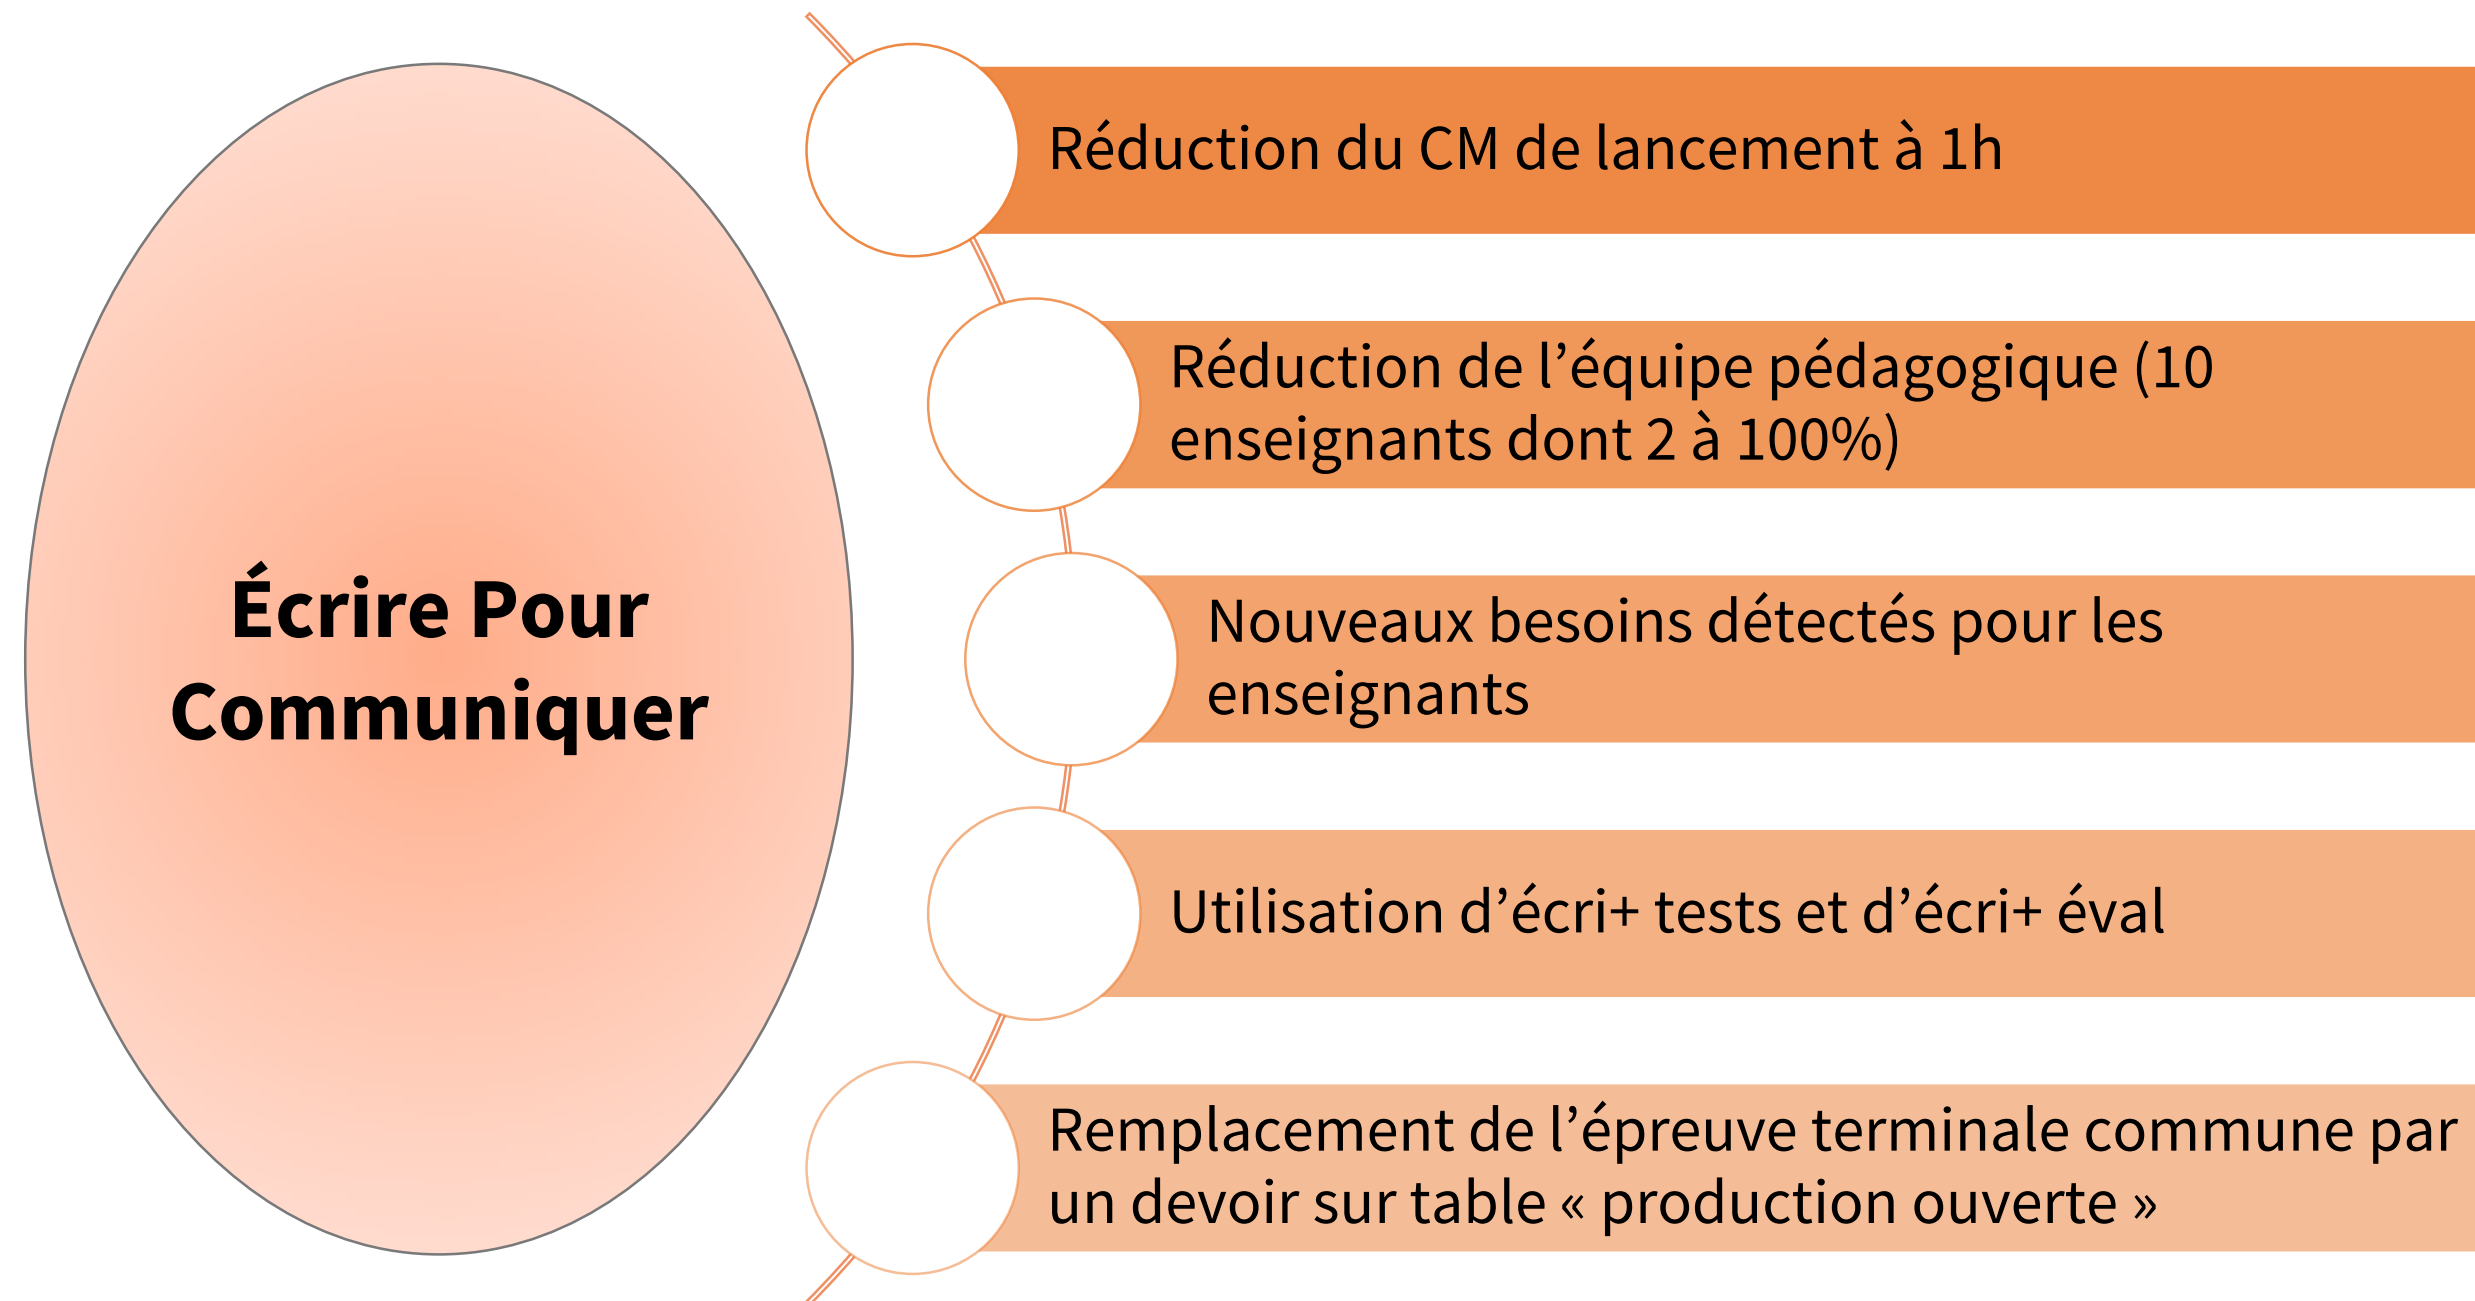 Écrire Pour
Communiquer
Réduction du CM de lancement à 1h
Réduction de l’équipe pédagogique (10
enseignants dont 2 à 100%)
Nouveaux besoins détectés pour les
enseignants
Utilisation d’écri+ tests et d’écri+ éval
Remplacement de l’épreuve terminale commune par
un devoir sur table « production ouverte »